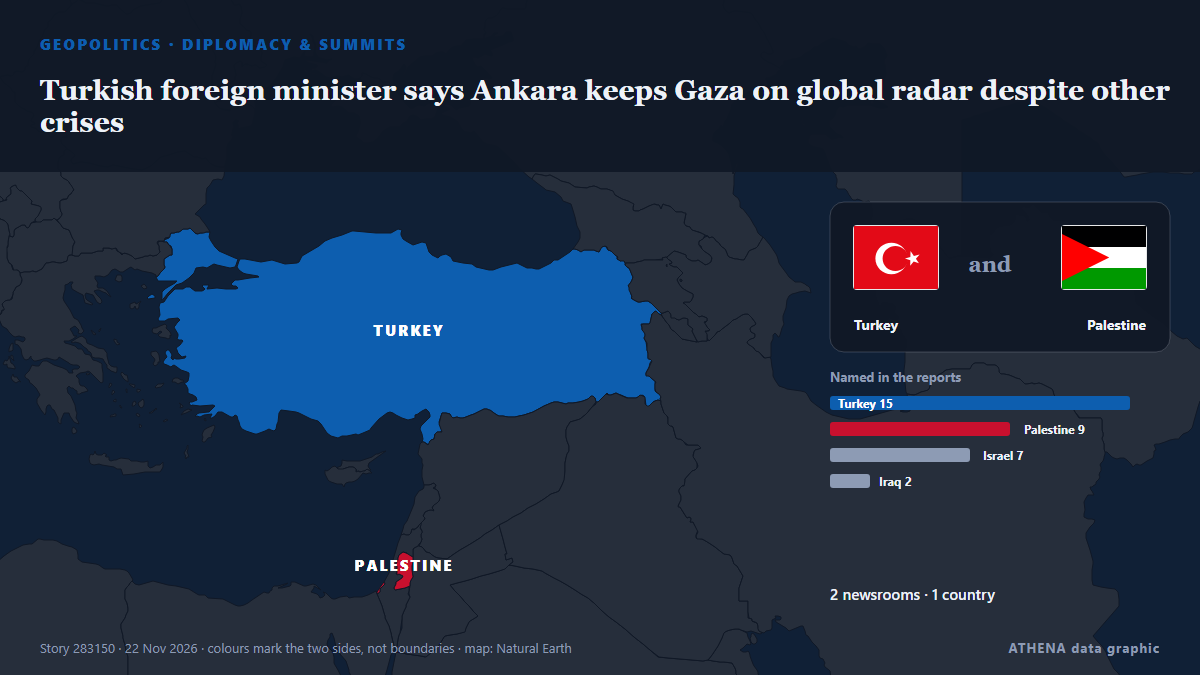 GEOPOLITICS · DIPLOMACY & SUMMITS
Turkish foreign minister says Ankara keeps Gaza on global radar despite other
crises
and
Turkey
Palestine
TURKEY
Named in the reports
Turkey 15
Palestine 9
Israel 7
Iraq 2
PALESTINE
2 newsrooms · 1 country
Story 283150 · 22 Nov 2026 · colours mark the two sides, not boundaries · map: Natural Earth
ATHENA data graphic